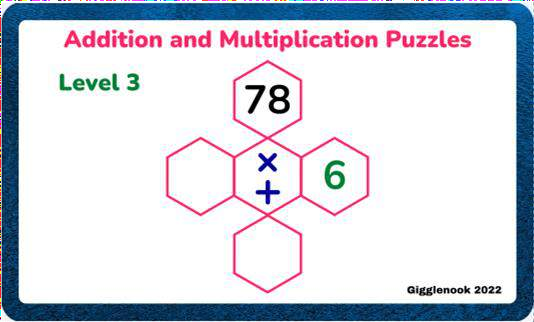 Addition and Multiplication Puzzles
Level 3
78
×
6
+
Gigglenook 2022